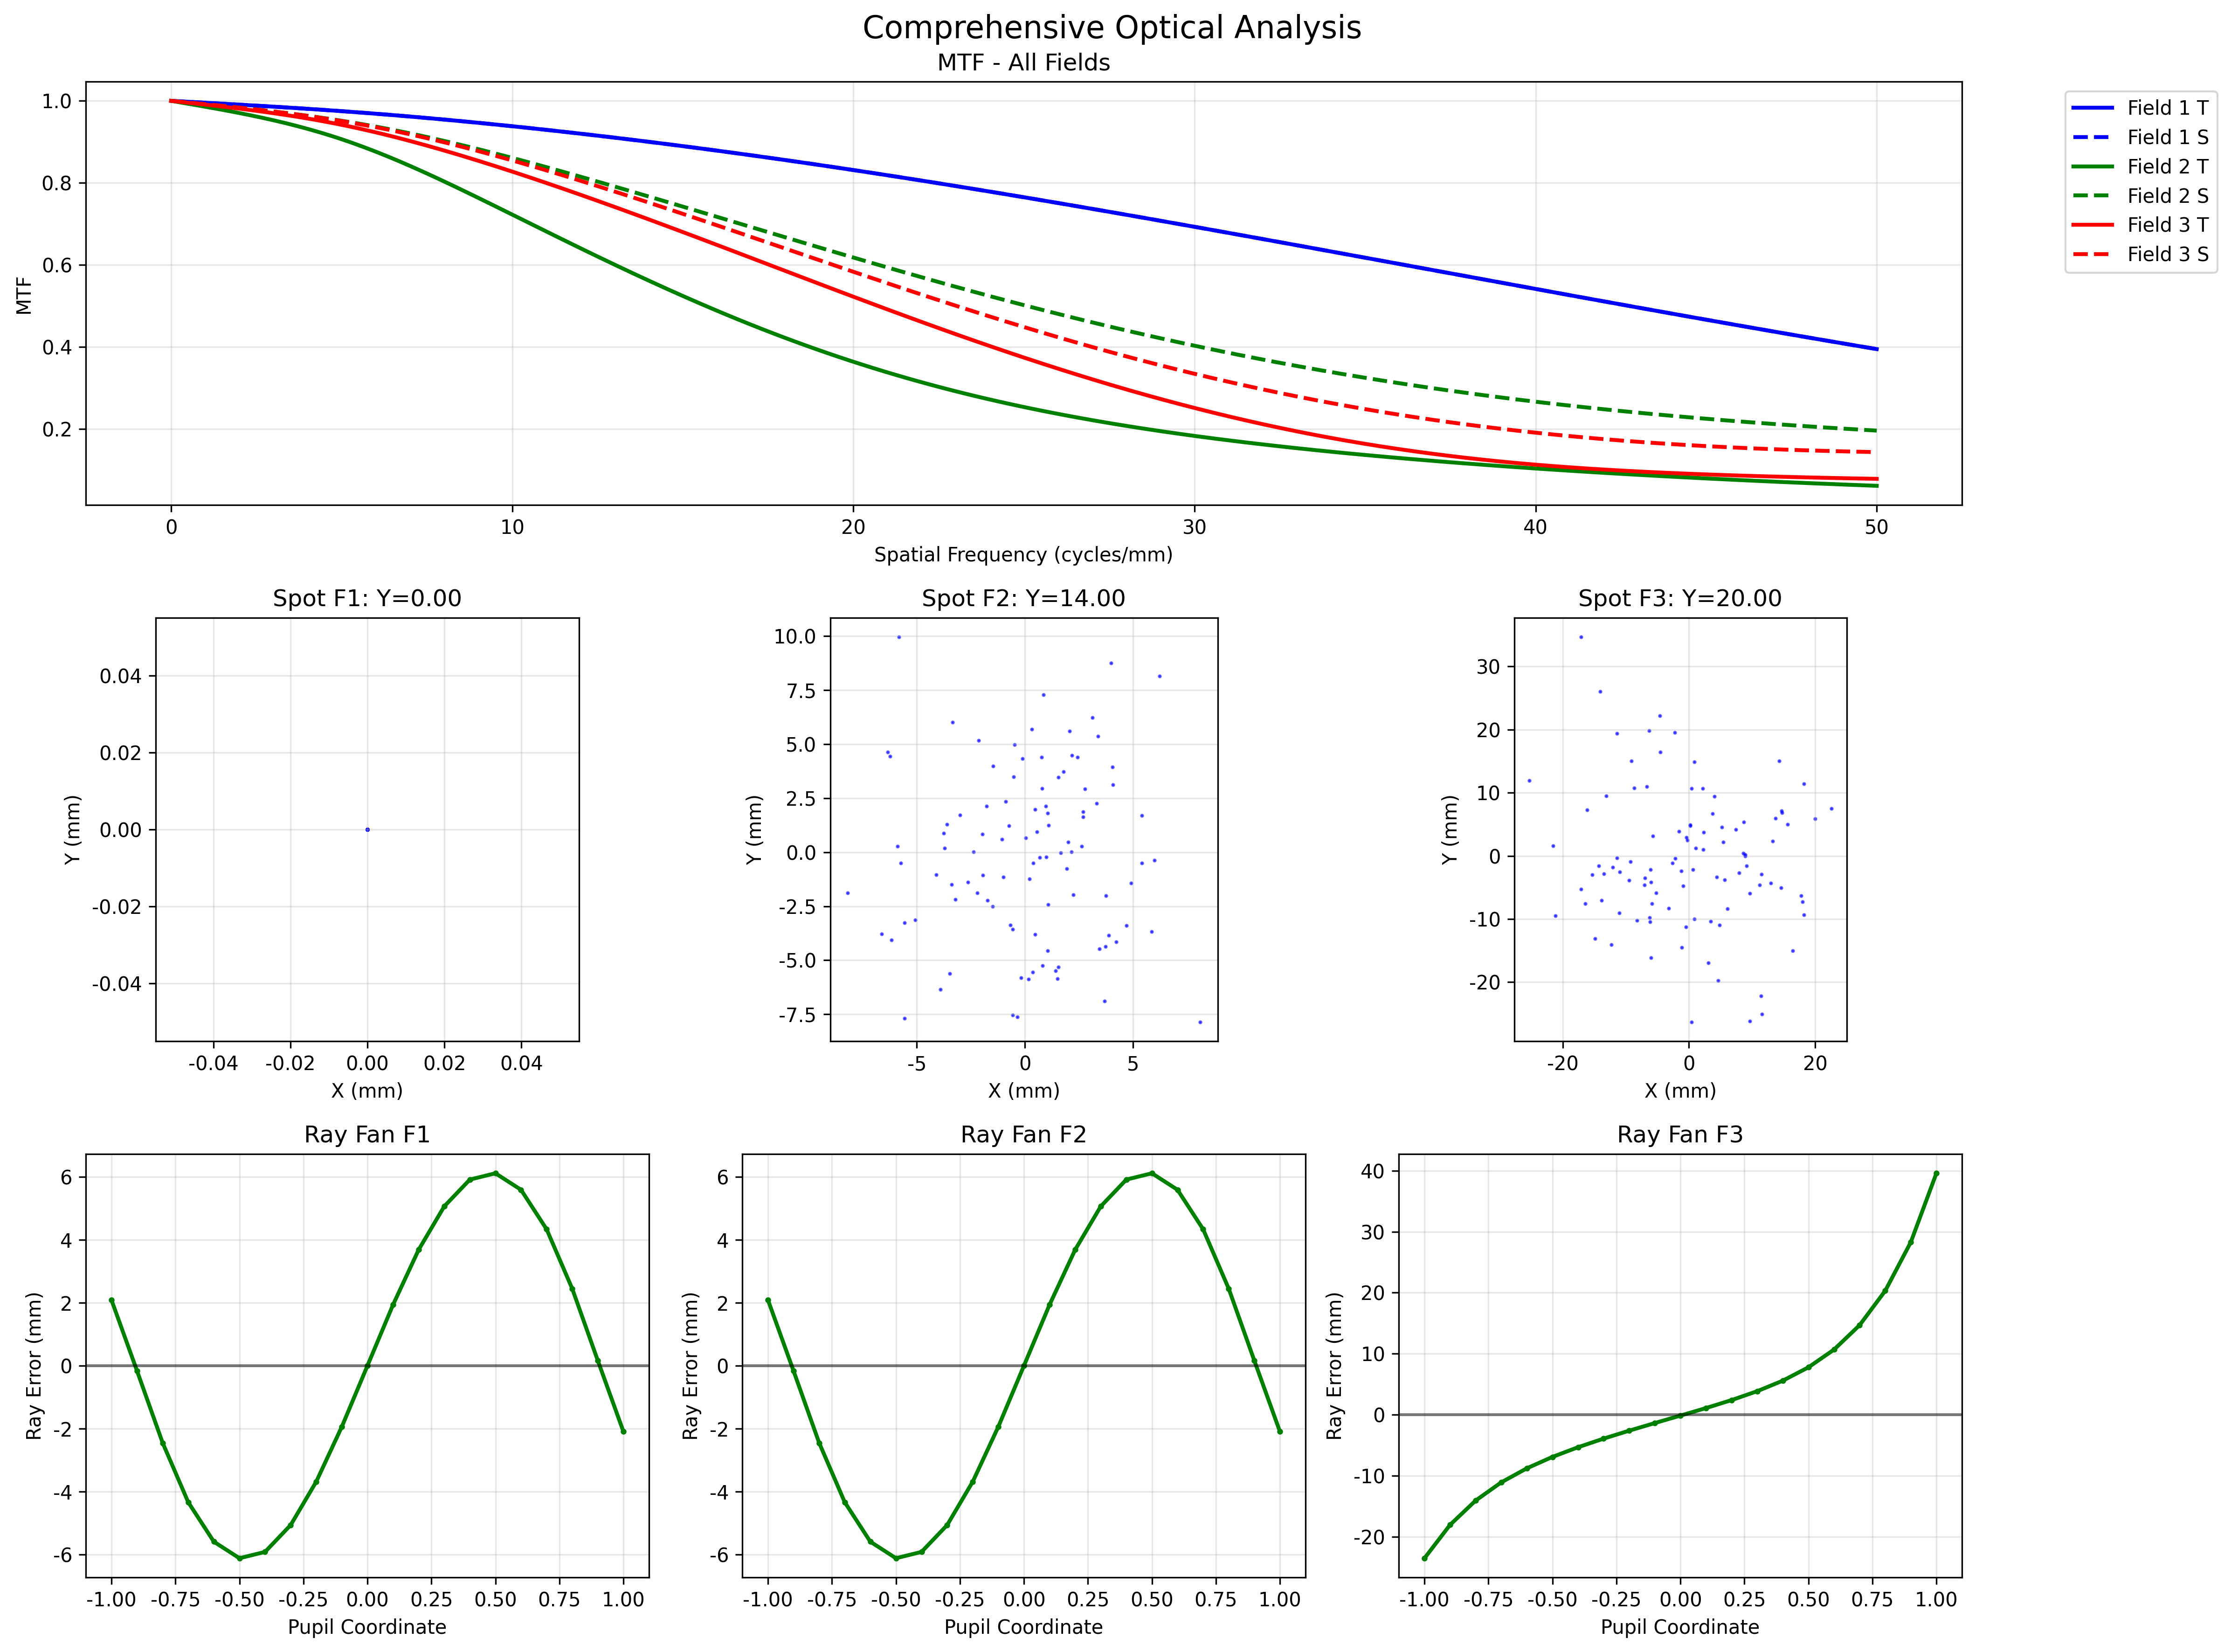 Comprehensive Optical Analysis
MTF - All Fields
MTF
1.0
0.8
0.6
0.4
0.2
0 10 20 30 40 50
Spatial Frequency (cycles/mm)
Field 1 T
Field 1 S
Field 2 T
Field 2 S
Field 3 T
Field 3 S
Spot F1: Y=0.00
Y (mm)
0.04
0.02
0.00
-0.02
-0.04
-0.04 -0.02 0.00 0.02 0.04
X (mm)
Spot F2: Y=14.00
Y (mm)
10.0
7.5
5.0
2.5
0.0
-2.5
-5.0
-7.5
-5 0 5
X (mm)
Spot F3: Y=20.00
Y (mm)
30
20
10
0
-10
-20
-20 0 20
X (mm)
Ray Fan F1
Ray Error (mm)
6
4
2
0
-2
-4
-6
-1.00 -0.75 -0.50 -0.25 0.00 0.25 0.50 0.75 1.00
Pupil Coordinate
Ray Fan F2
Ray Error (mm)
6
4
2
0
-2
-4
-6
-1.00 -0.75 -0.50 -0.25 0.00 0.25 0.50 0.75 1.00
Pupil Coordinate
Ray Fan F3
Ray Error (mm)
40
30
20
10
0
-10
-20
-1.00 -0.75 -0.50 -0.25 0.00 0.25 0.50 0.75 1.00
Pupil Coordinate